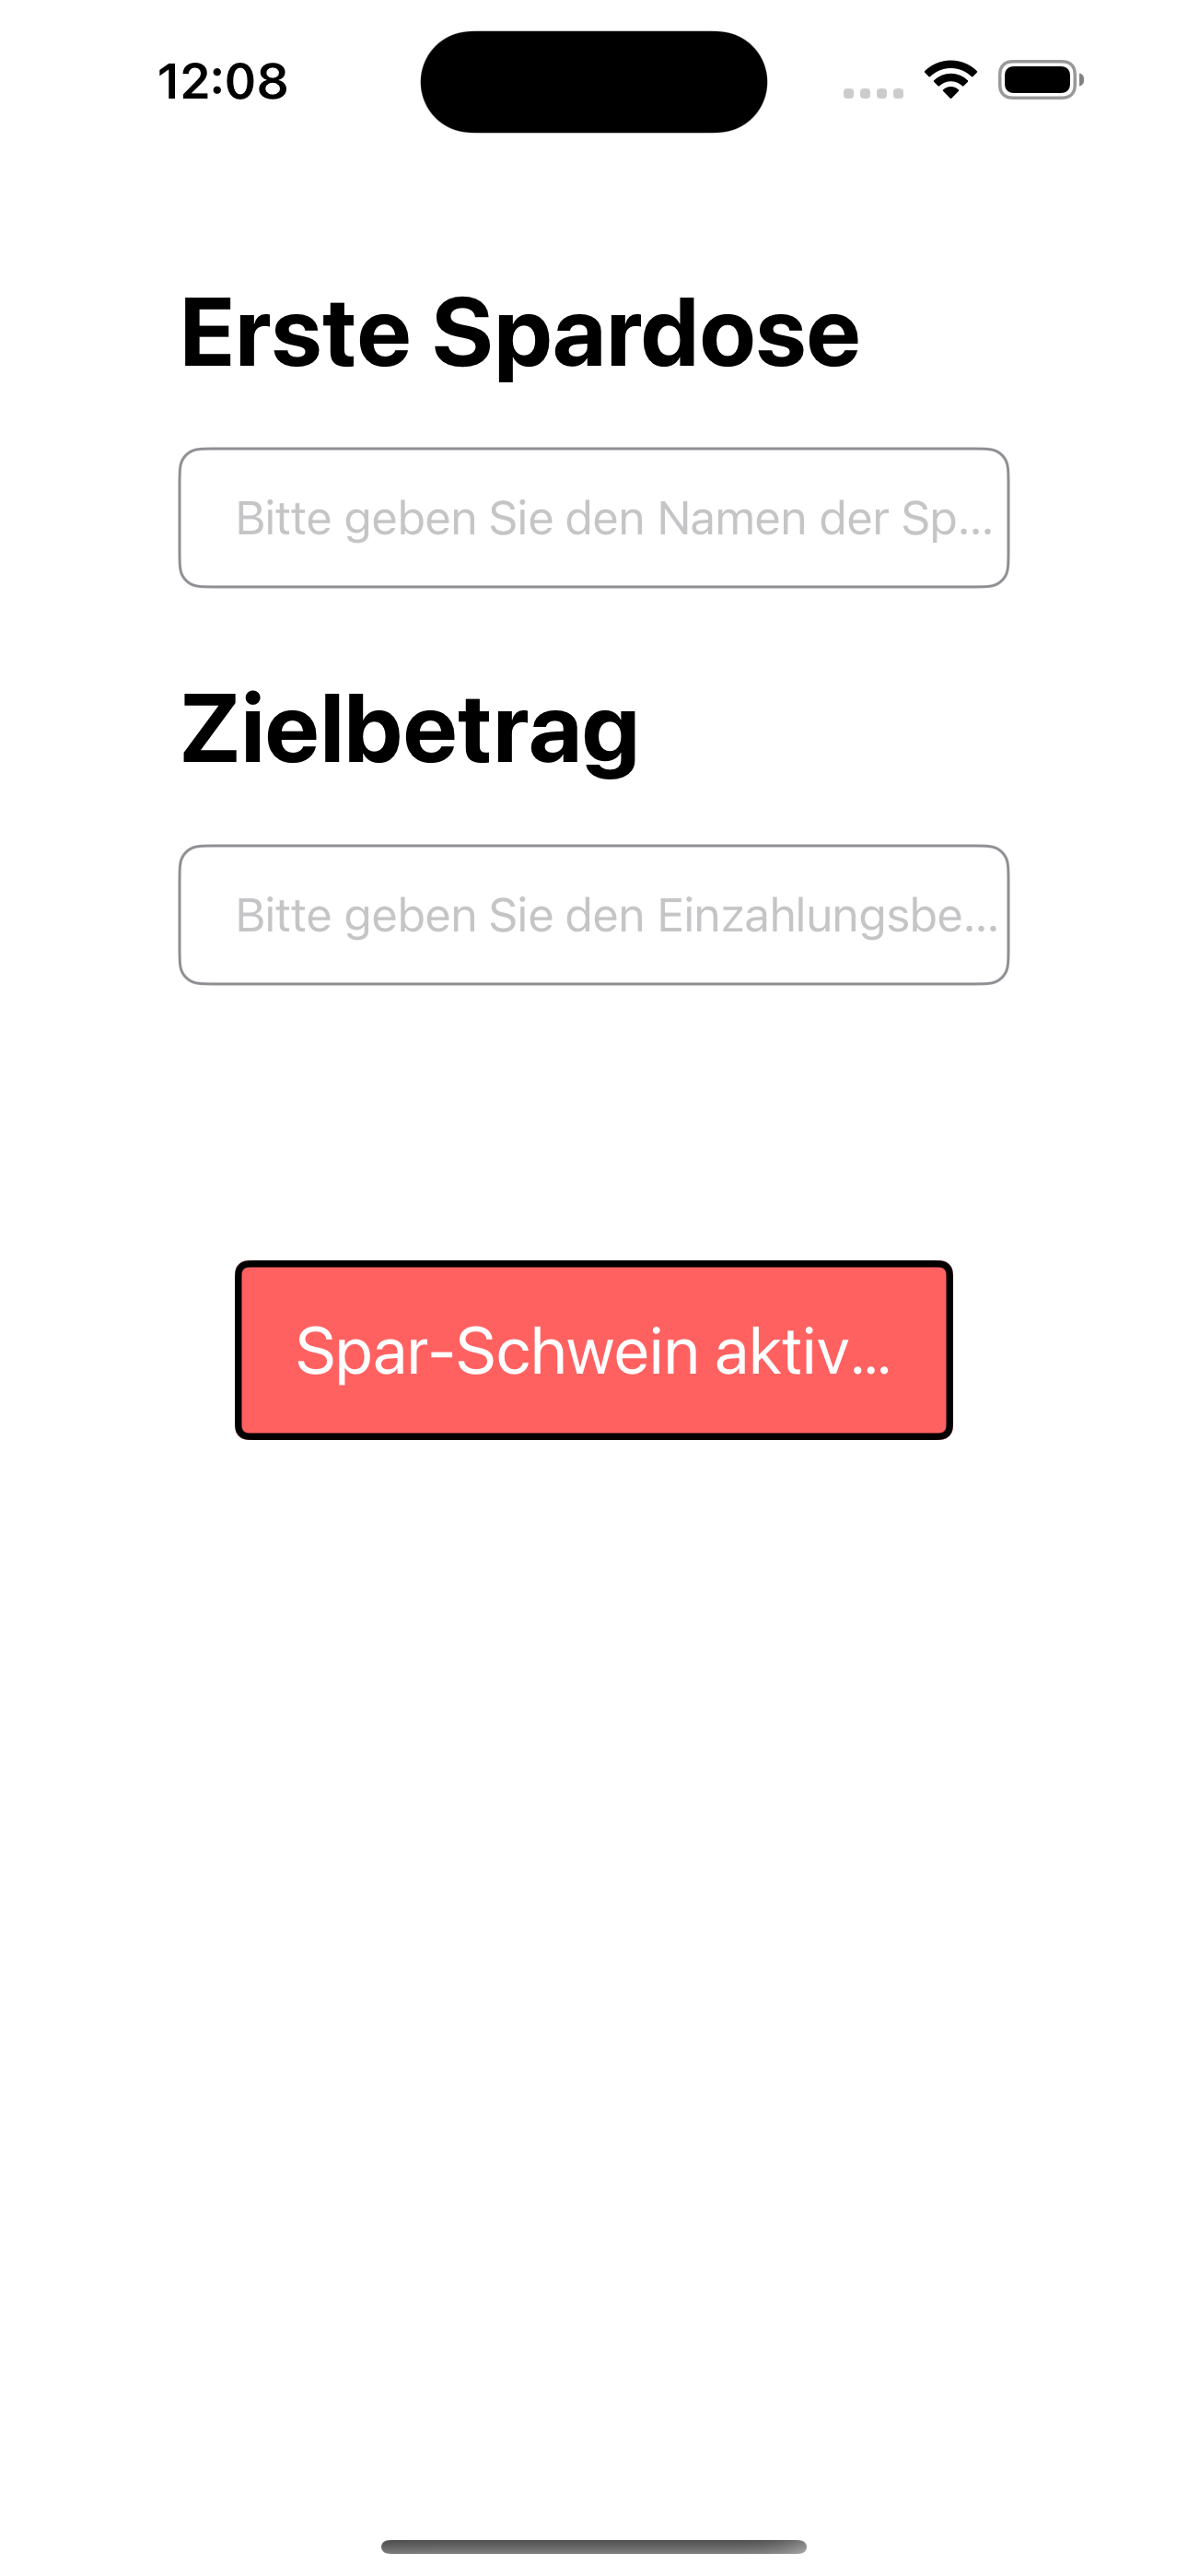 12:08
Erste Spardose
Bitte geben Sie den Namen der Sp...
Zielbetrag
Bitte geben Sie den Einzahlungsbe...
Spar-Schwein aktiv...